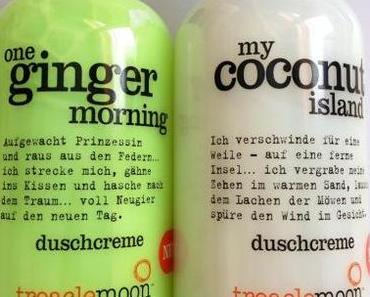 one
ginger
morning
Aufgewacht Prinzessin
und raus aus den Federn...
ich strecke mich, gähne
ins Kissen und hasche nach
dem Traum... voll Neugier
auf den neuen Tag.
duschcreme
treaclemoon
my
coconut
island
Ich verschwinde für eine
Weile – auf eine ferne
Insel... ich vergrabe meine
Zehen im warmen Sand,
dem Lachen der Möwen und
spüre den Wind im Gesicht.
duschcreme
treaclemoon